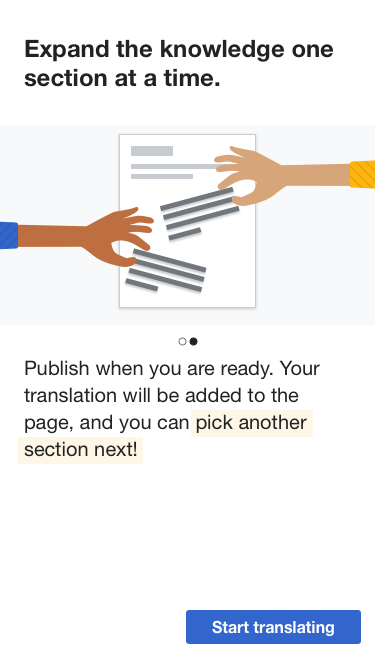 Expand the knowledge one
section at a time.
Publish when you are ready. Your
translation will be added to the
page, and you can pick another
section next!
Start translating